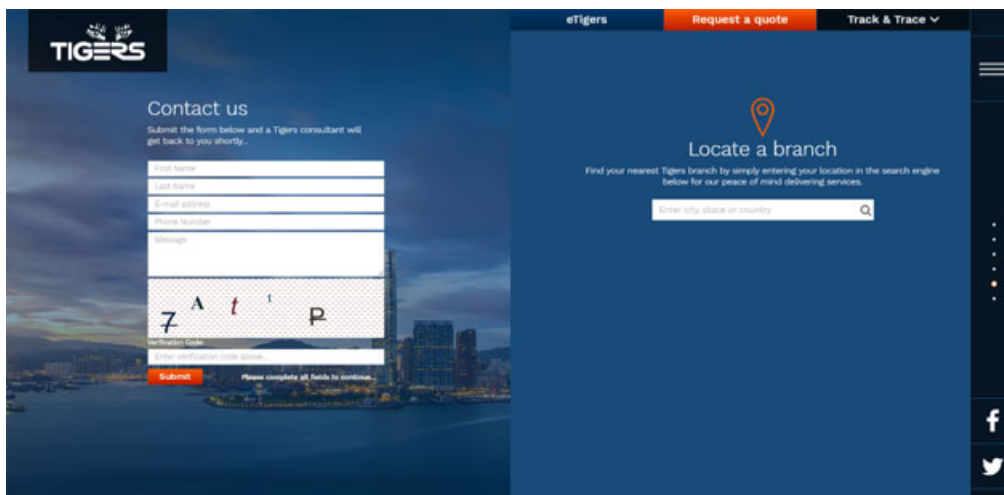 TIGERS
eTigers
Request a quote
Track & Trace
Contact us
Submit the form below and a Tigers consultant will
get back to you shortly...
First Name
Last Name
E-mail address
Phone Number
Message
7 A t t P
Verification Code
Enter verification code above...
Submit
Please complete all fields to continue...
Locate a branch
Find your nearest Tigers branch by simply entering your location in the search engine
below for our peace of mind delivering services.
Enter city, place or country
f